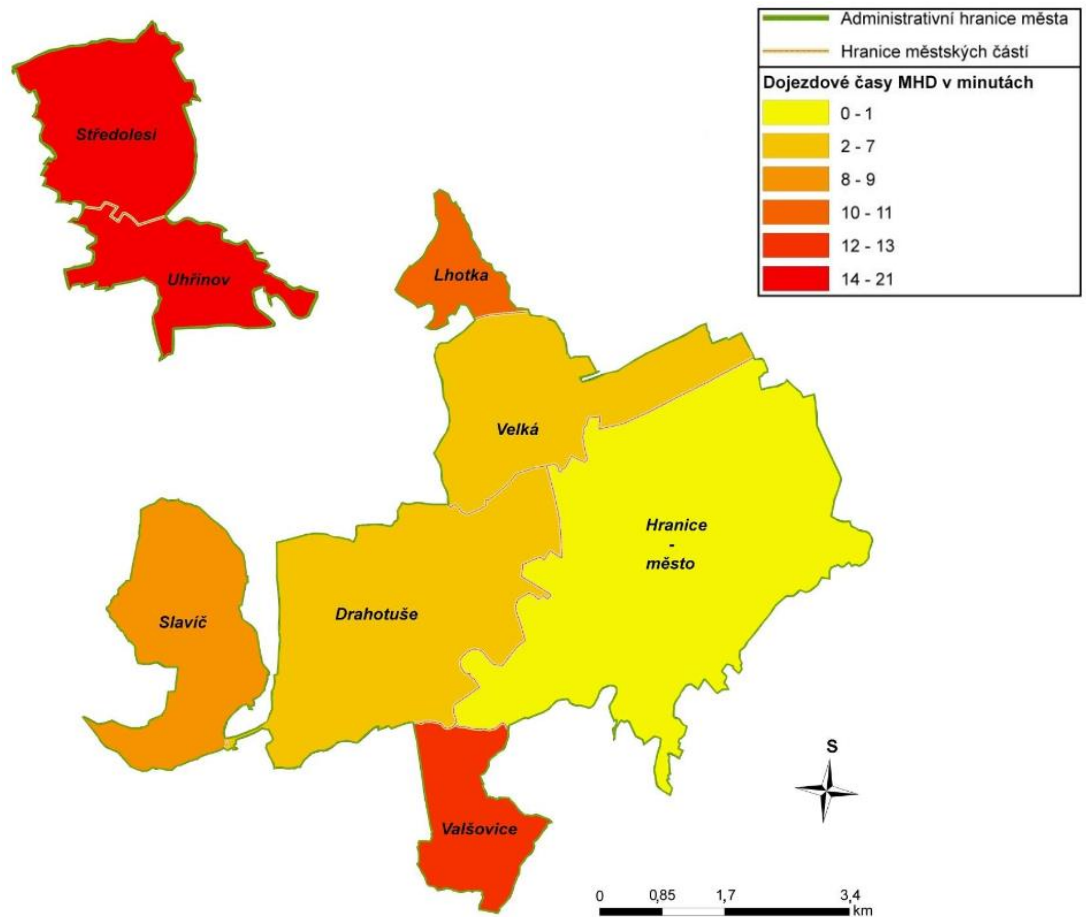 Administrativní hranice města
Hranice městských částí
Dojezdové časy MHD v minutách
0 - 1
2 - 7
8 - 9
10 - 11
12 - 13
14 - 21
Středolesí
Uhřínov
Lhotka
Velká
Hranice
-
město
Slavíč
Drahotuše
Valšovice
S
0 0,85 1,7 3,4
km